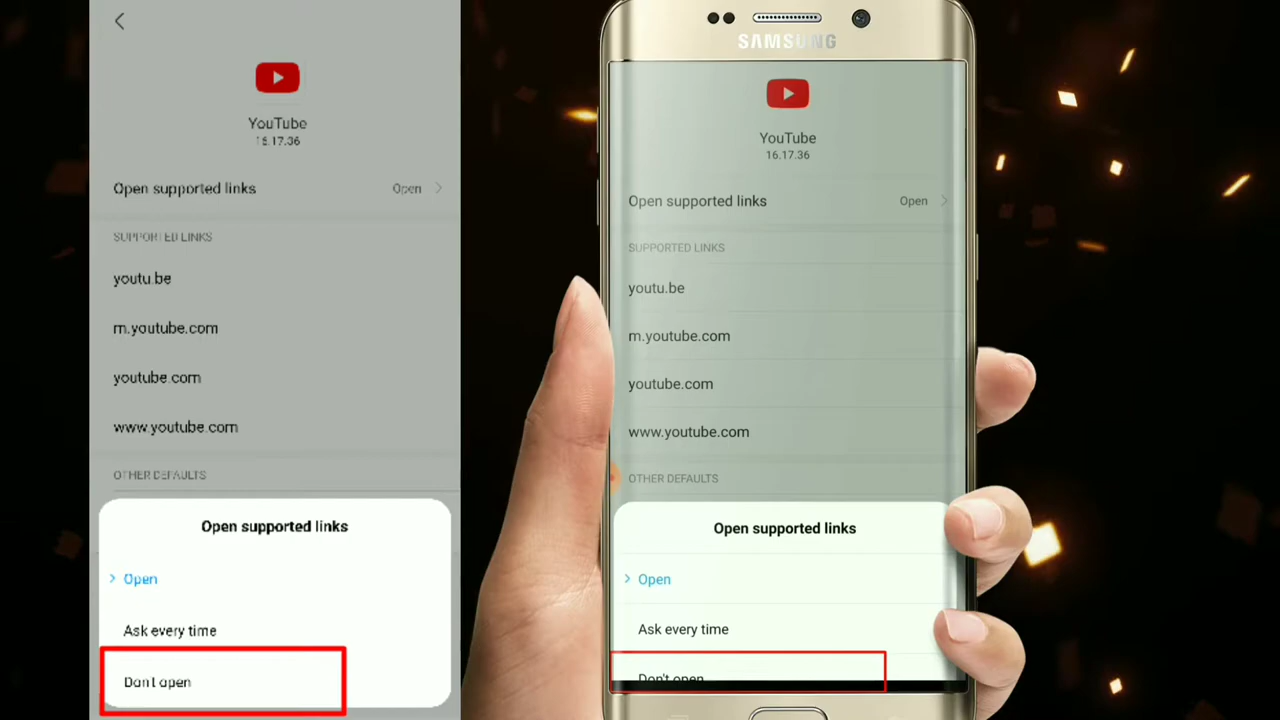 YouTube
16.17.36
Open supported links
Open
SUPPORTED LINKS
youtu.be
m.youtube.com
youtube.com
www.youtube.com
OTHER DEFAULTS
Open supported links
Open
Ask every time
Don't open
SAMSUNG
YouTube
16.17.36
Open supported links
Open
SUPPORTED LINKS
youtu.be
m.youtube.com
youtube.com
www.youtube.com
OTHER DEFAULTS
Open supported links
Open
Ask every time
Don't open